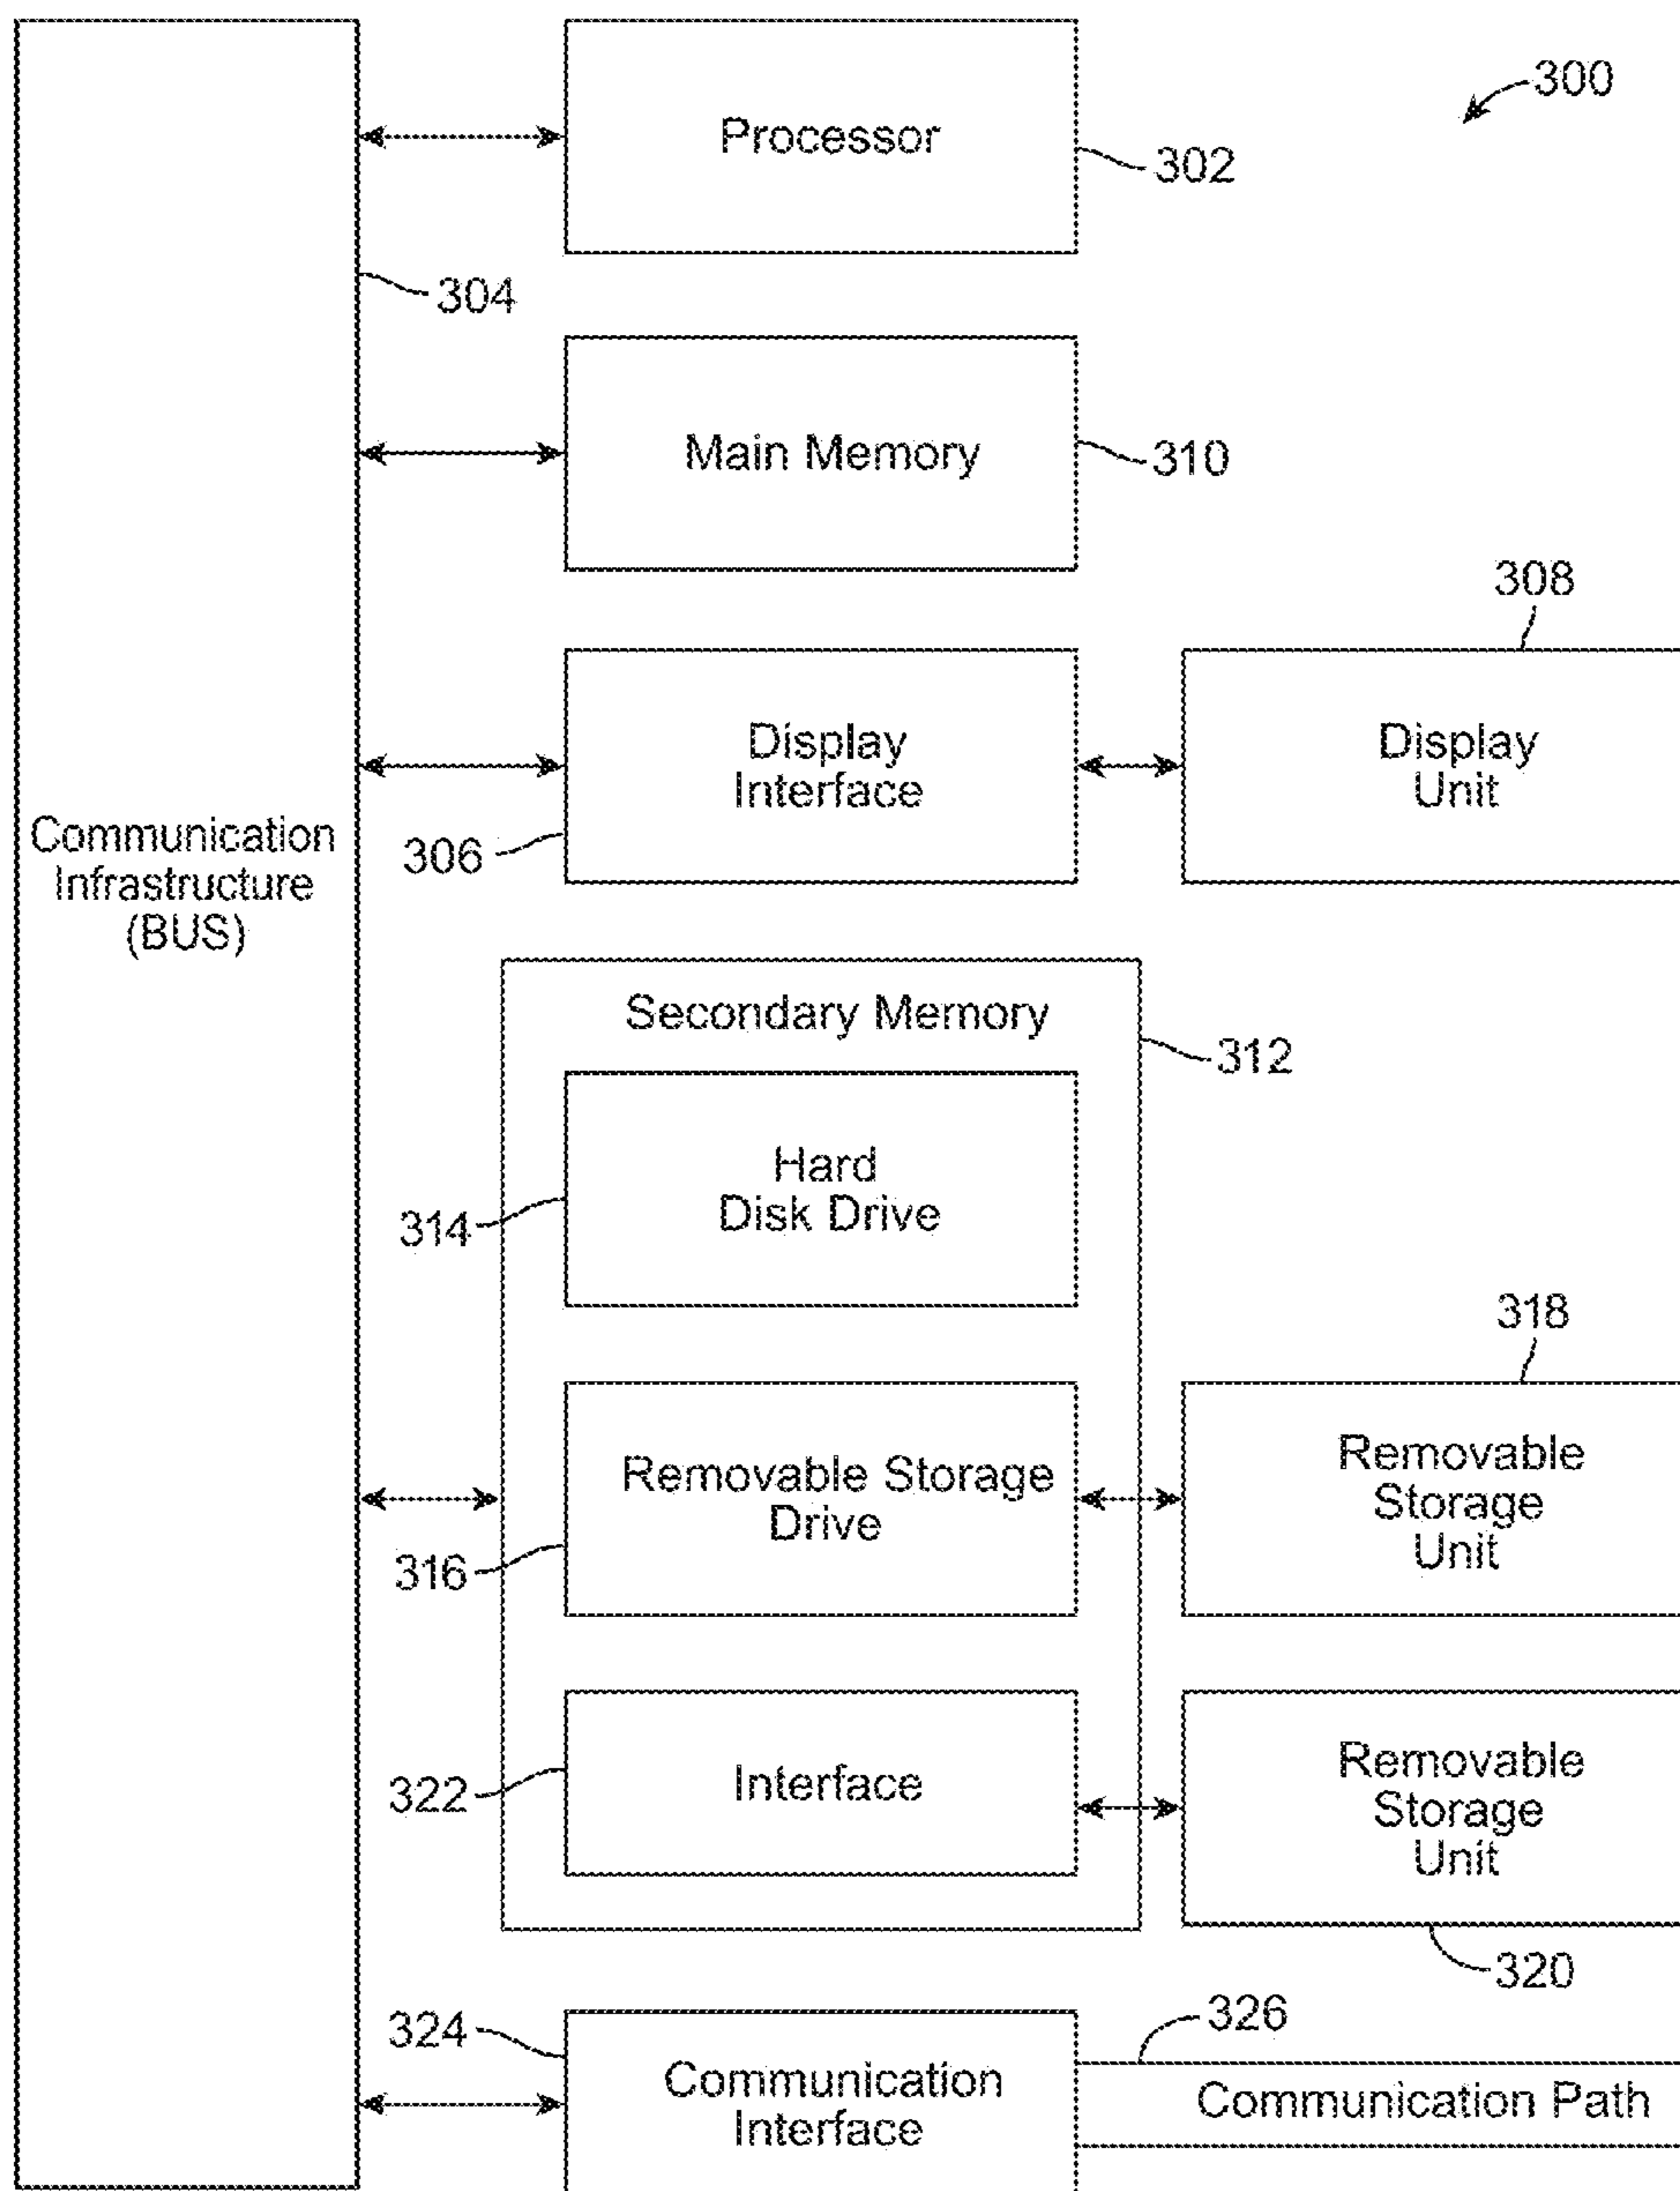 300
Processor
302
304
Main Memory
310
308
Display
Interface
306
Display
Unit
Communication
Infrastructure
(BUS)
Secondary Memory
312
Hard
Disk Drive
314
318
Removable Storage
Drive
316
Removable
Storage
Unit
Interface
322
Removable
Storage
Unit
320
324
326
Communication
Interface
Communication Path